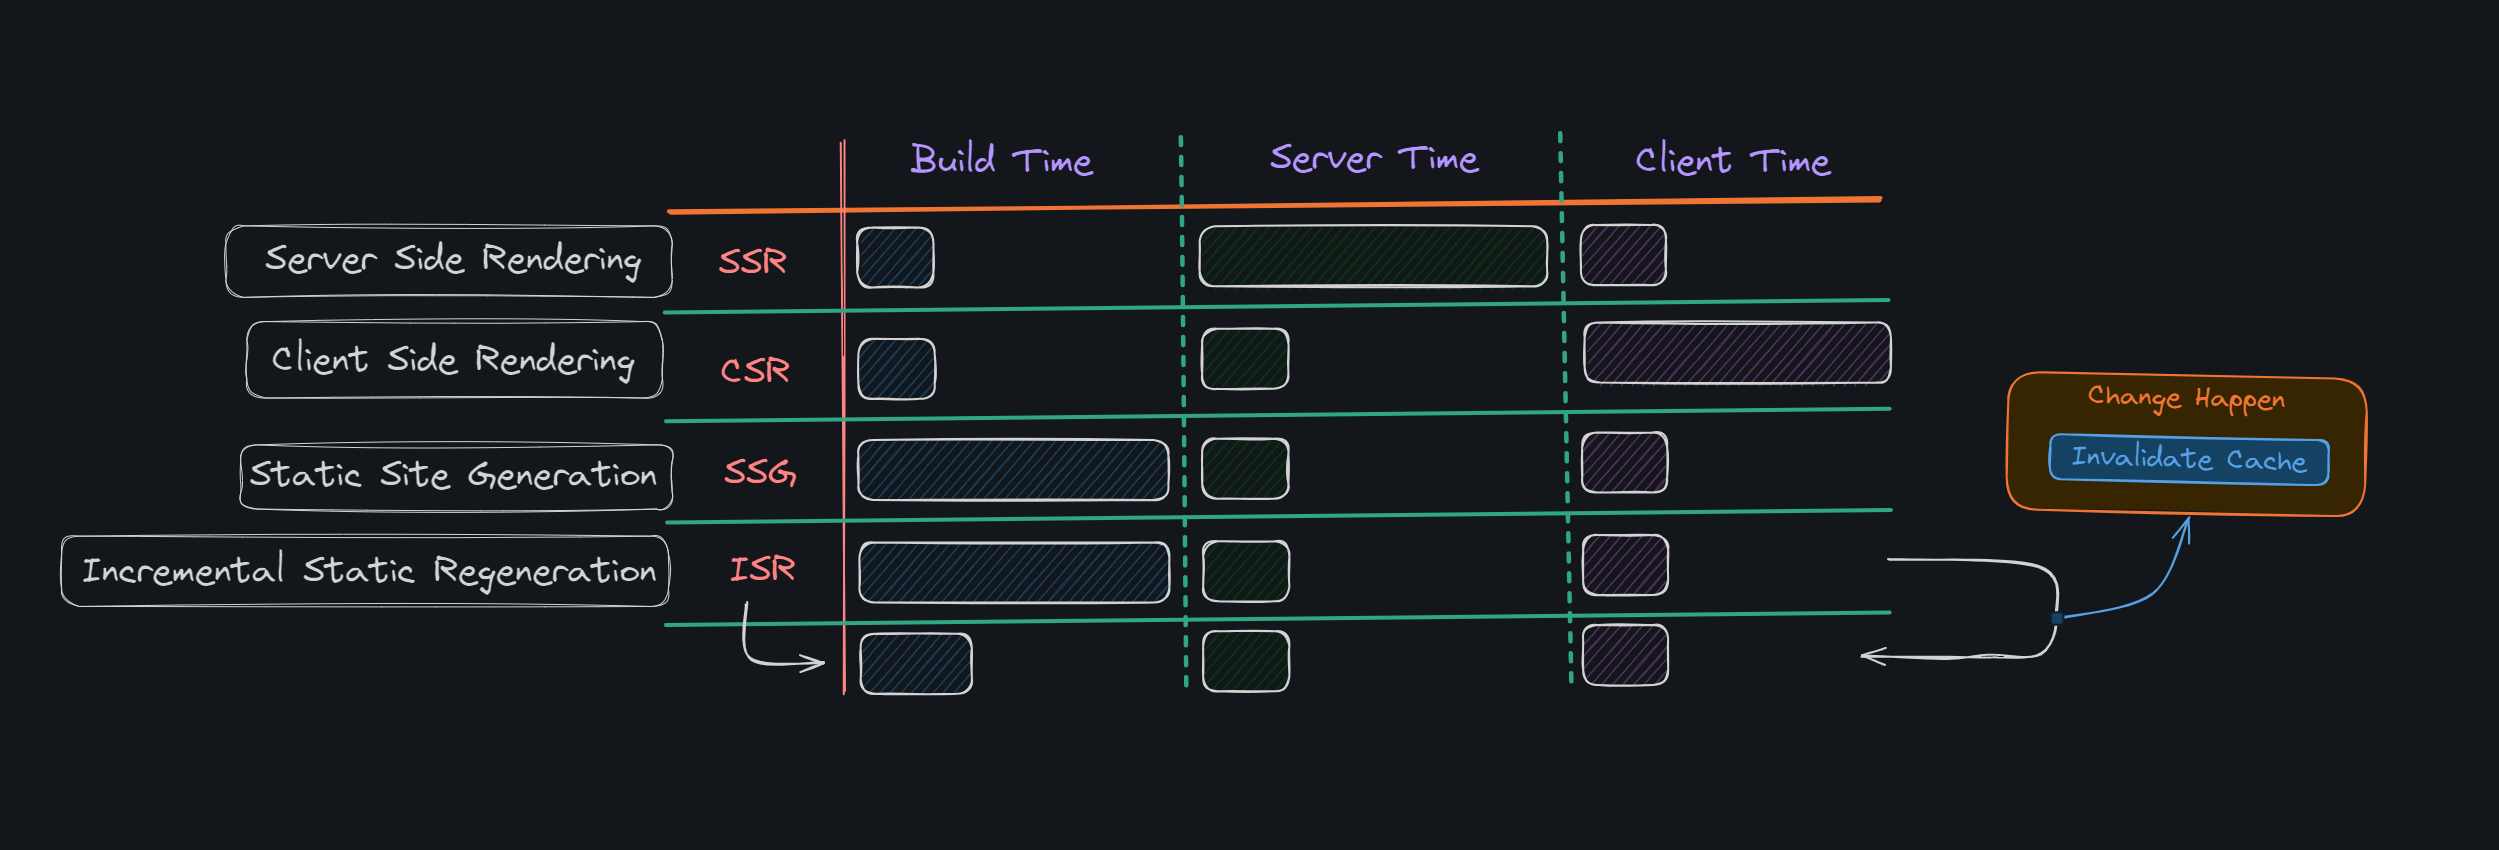 Build Time
Server Time
Client Time
Server Side Rendering
SSR
Client Side Rendering
CSR
Static Site Generation
SSG
Incremental Static Regeneration
ISR
Change Happen
Invalidate Cache